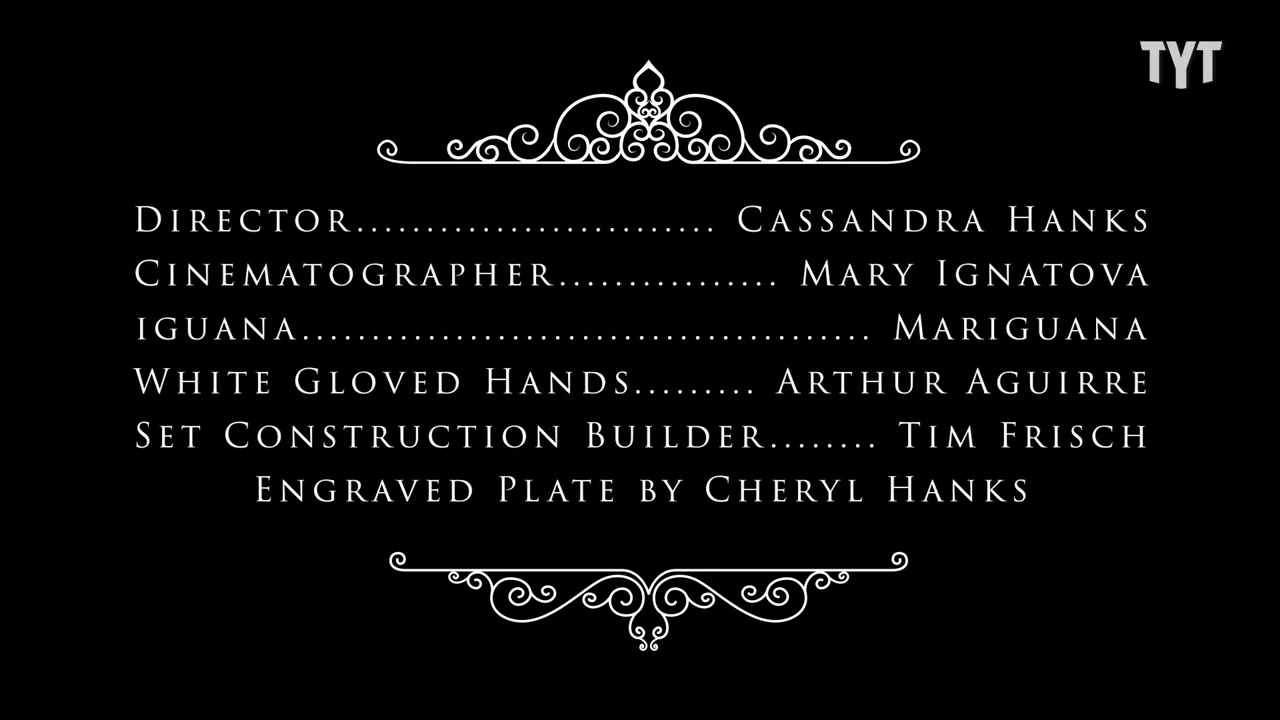 TYT
Director.......................... Cassandra Hanks
Cinematographer................ Mary Ignatova
iguana......................................... Mariguana
White Gloved Hands......... Arthur Aguirre
Set Construction Builder........ Tim Frisch
Engraved Plate by Cheryl Hanks